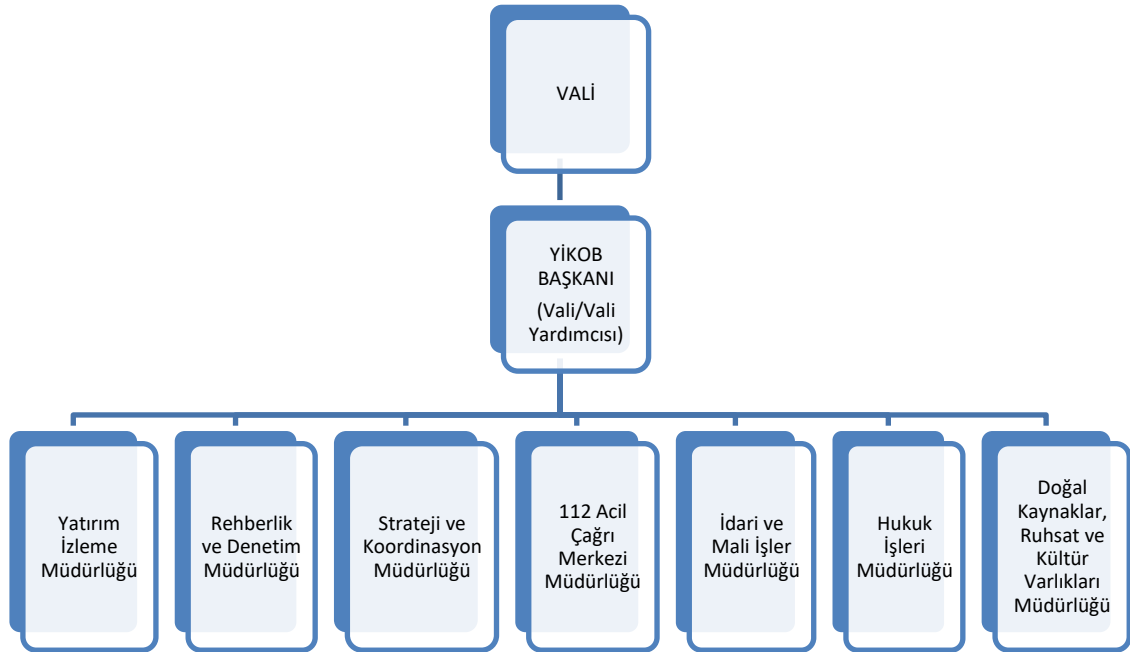 VALİ
YİKOB
BAŞKANI
(Vali/Vali
Yardımcısı)
Yatırım
İzleme
Müdürlüğü
Rehberlik
ve Denetim
Müdürlüğü
Strateji ve
Koordinasyon
Müdürlüğü
112 Acil
Çağrı
Merkezi
Müdürlüğü
İdari ve
Mali İşler
Müdürlüğü
Hukuk
İşleri
Müdürlüğü
Doğal
Kaynaklar,
Ruhsat ve
Kültür
Varlıkları
Müdürlüğü